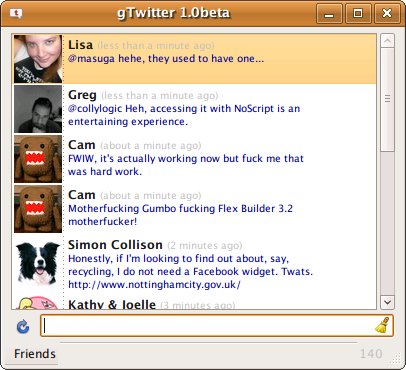 gTwitter 1.0beta
Lisa (less than a minute ago)
@masuga hehe, they used to have one...
Greg (less than a minute ago)
@collylogic Heh, accessing it with NoScript is an
entertaining experience.
Cam (about a minute ago)
FWIW, it's actually working now but fuck me that
was hard work.
Cam (about a minute ago)
Motherfucking Gumbo fucking Flex Builder 3.2
motherfucker!
Simon Collison (2 minutes ago)
Honestly, if I'm looking to find out about, say,
recycling, I do not need a Facebook widget. Twats.
http://www.nottinghamcity.gov.uk/
Kathy & Joelle (3 minutes ago)
Friends
140